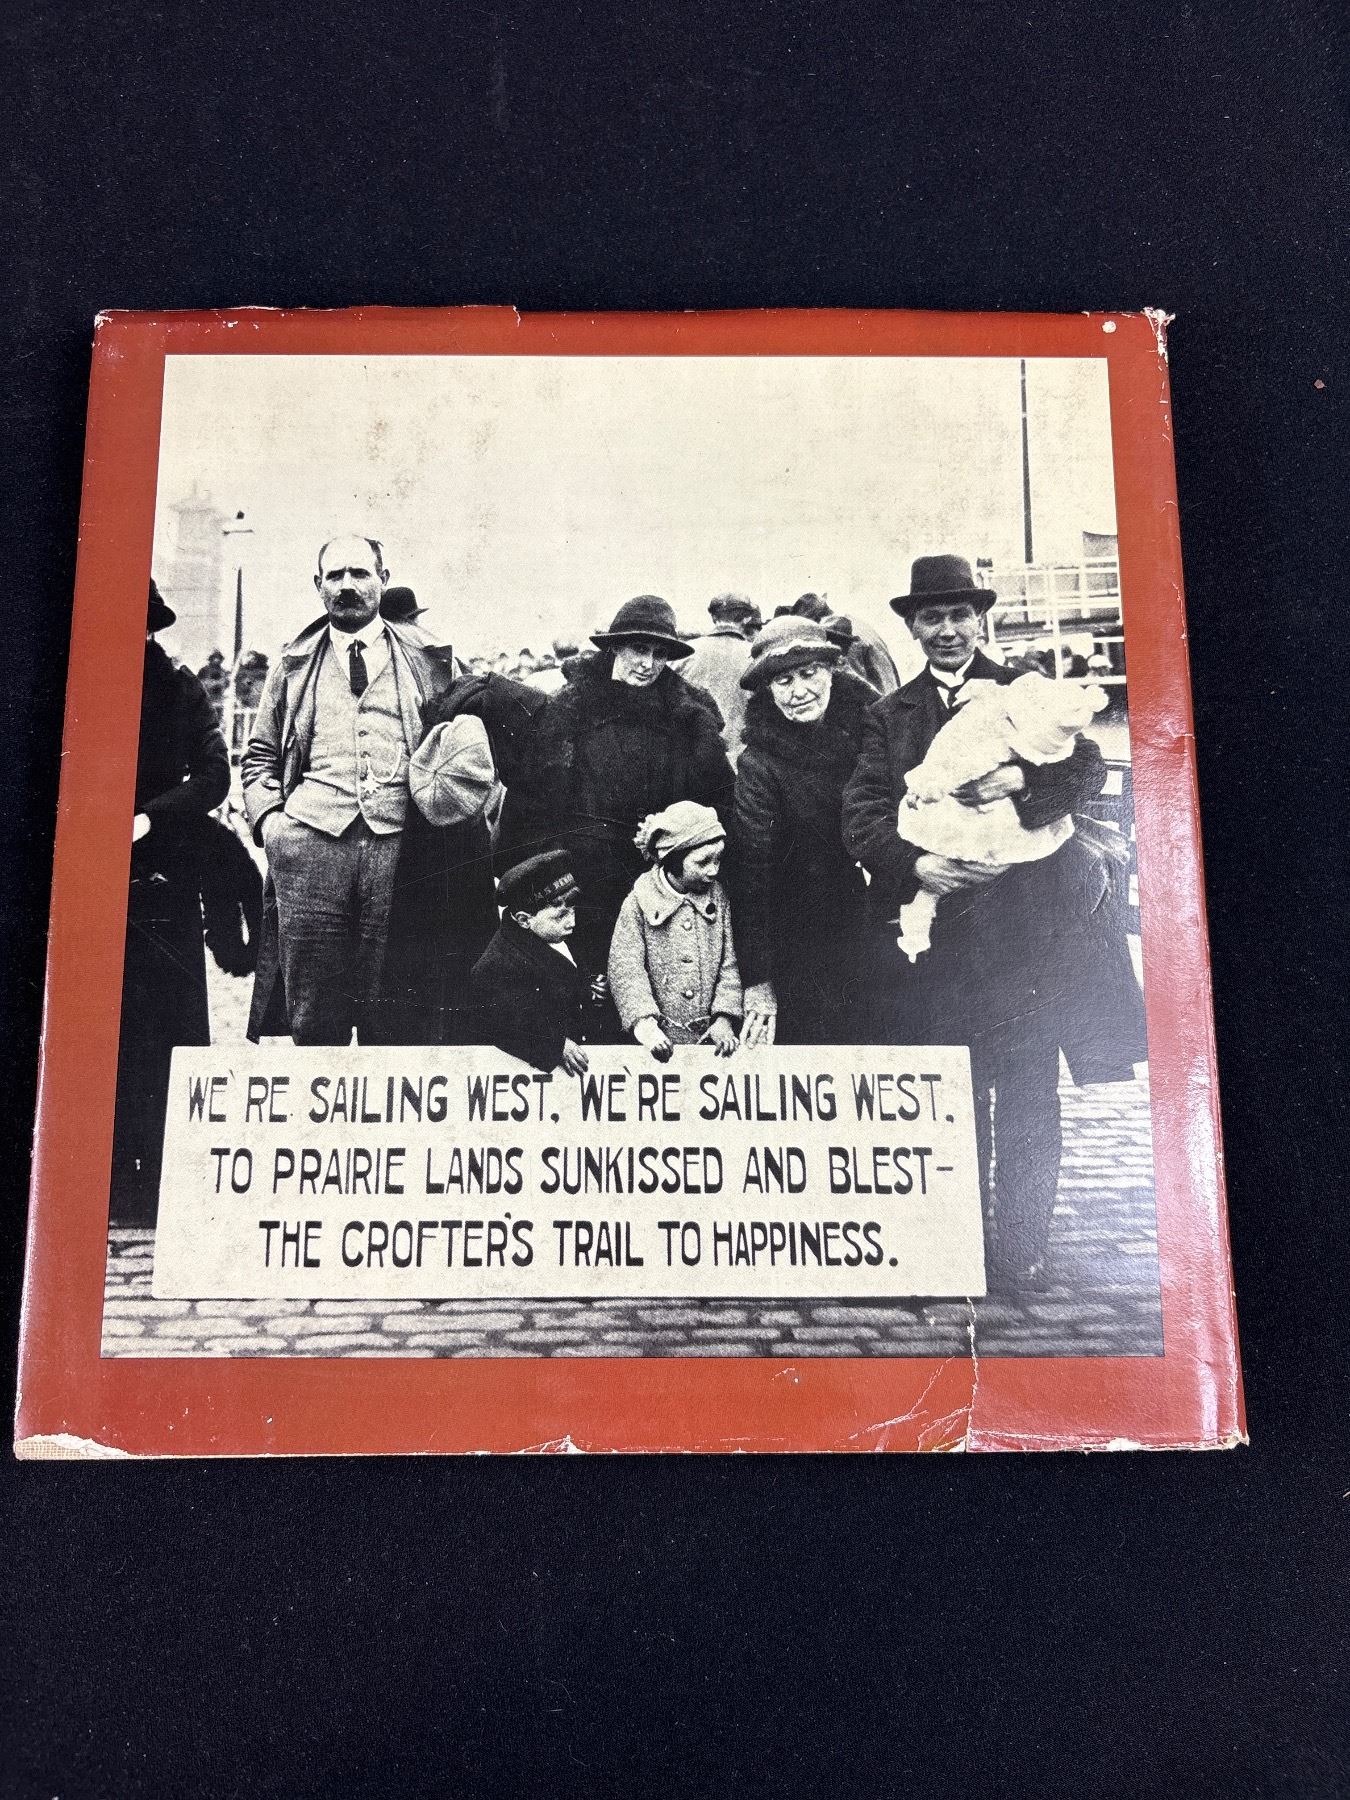 WE'RE SAILING WEST, WE'RE SAILING WEST,
TO PRAIRIE LANDS SUNKISSED AND BLEST-
THE CROFTER'S TRAIL TO HAPPINESS.